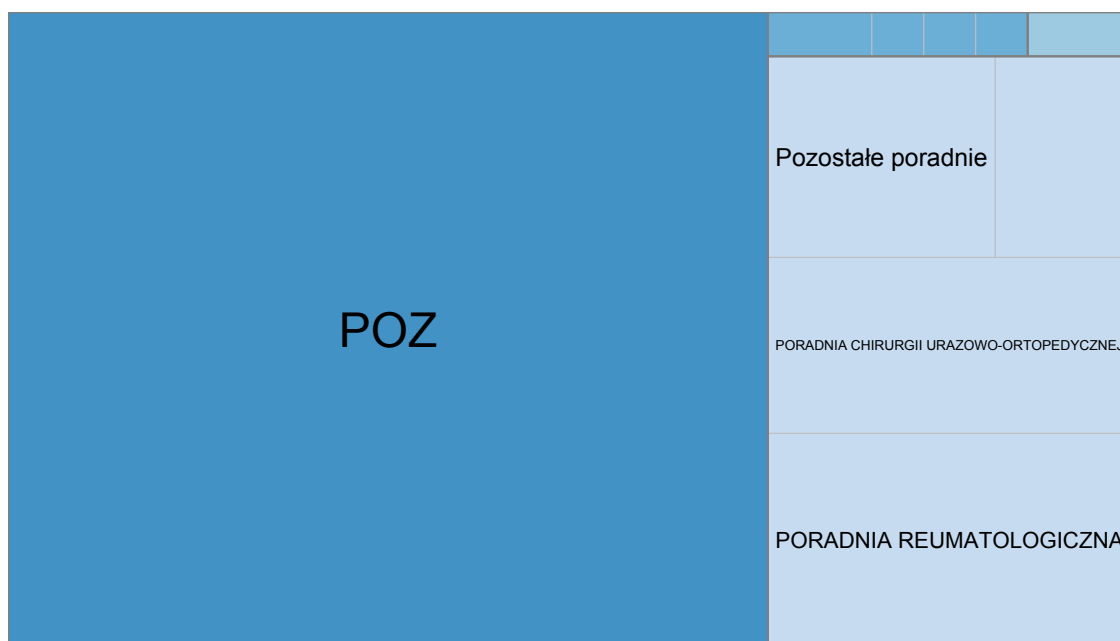 POZ
Pozostałe poradnie
PORADNIA CHIRURGII URAZOWO-ORTOPEDYCZNEJ
PORADNIA REUMATOLOGICZNA